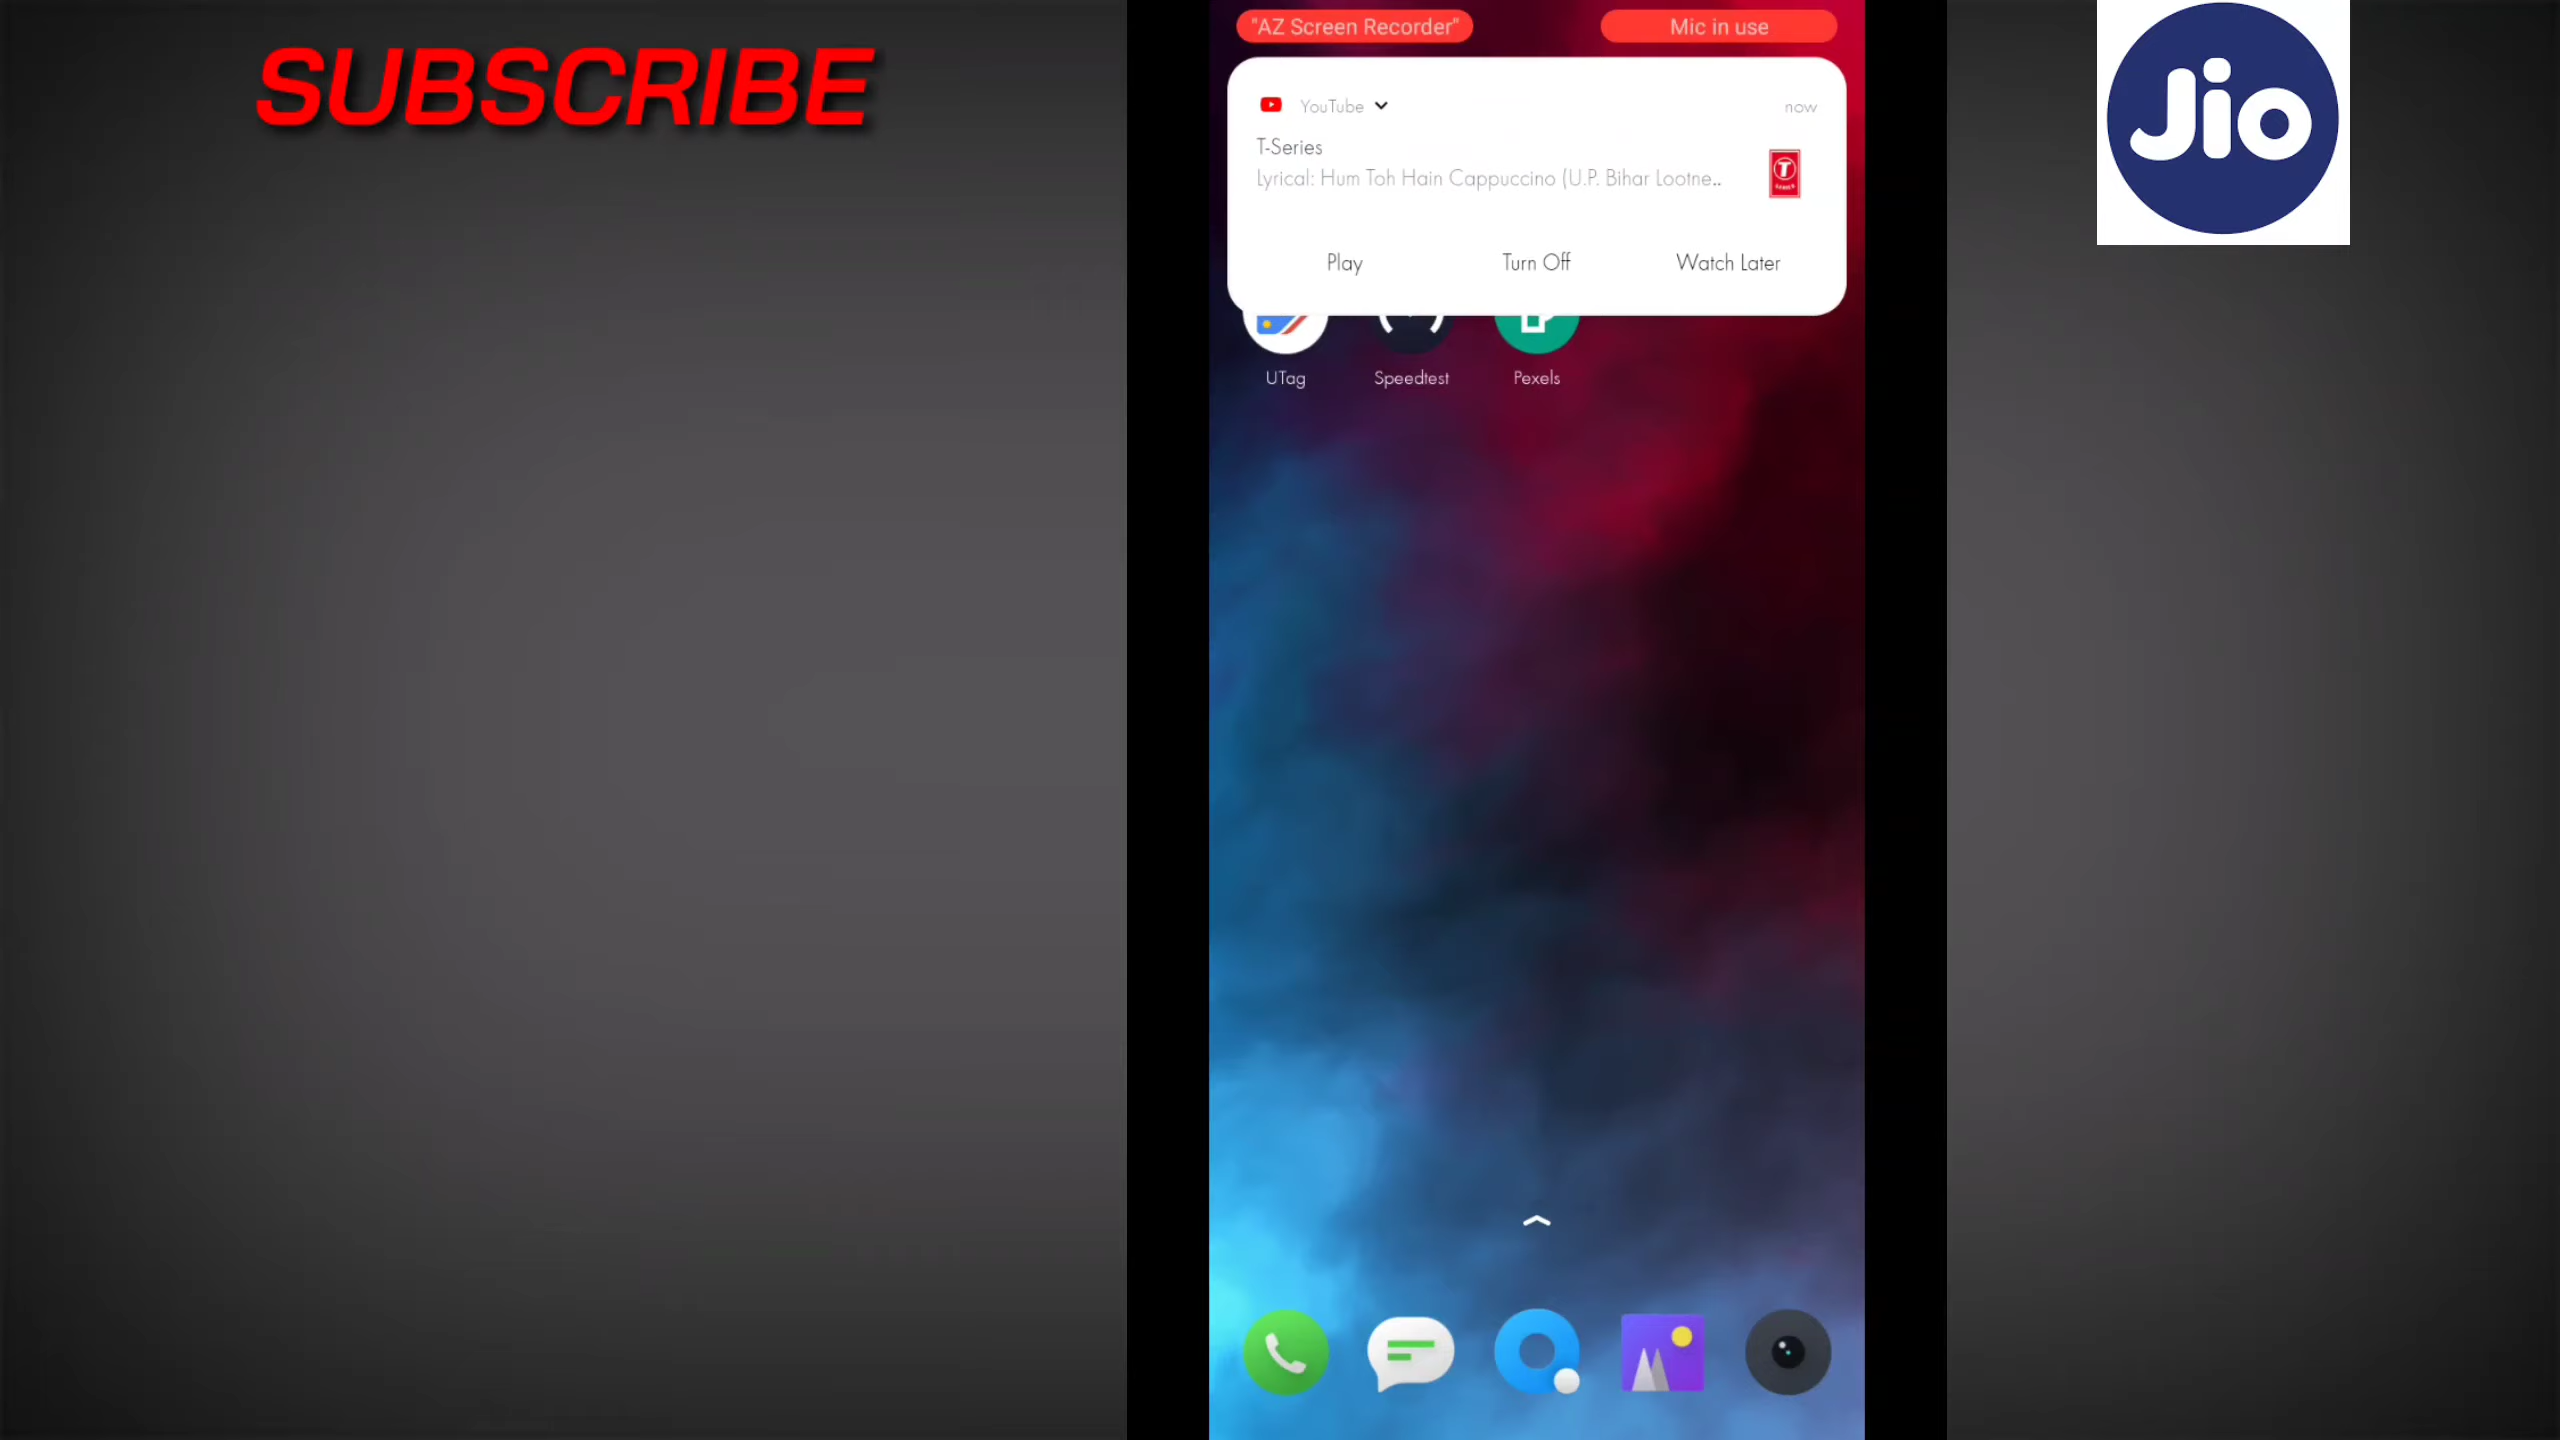 SUBSCRIBE
"AZ Screen Recorder" Mic in use
YouTube now
T-Series
Lyrical: Hum Toh Hain Cappuccino (U.P. Bihar Lootne..
T
SERIES
Play Turn Off Watch Later
UTag Speedtest Pexels
Jio